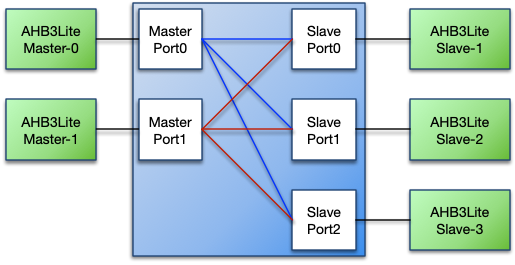 AHB3Lite
Master-0
Master
Port0
Slave
Port0
AHB3Lite
Slave-1
AHB3Lite
Master-1
Master
Port1
Slave
Port1
AHB3Lite
Slave-2
Slave
Port2
AHB3Lite
Slave-3